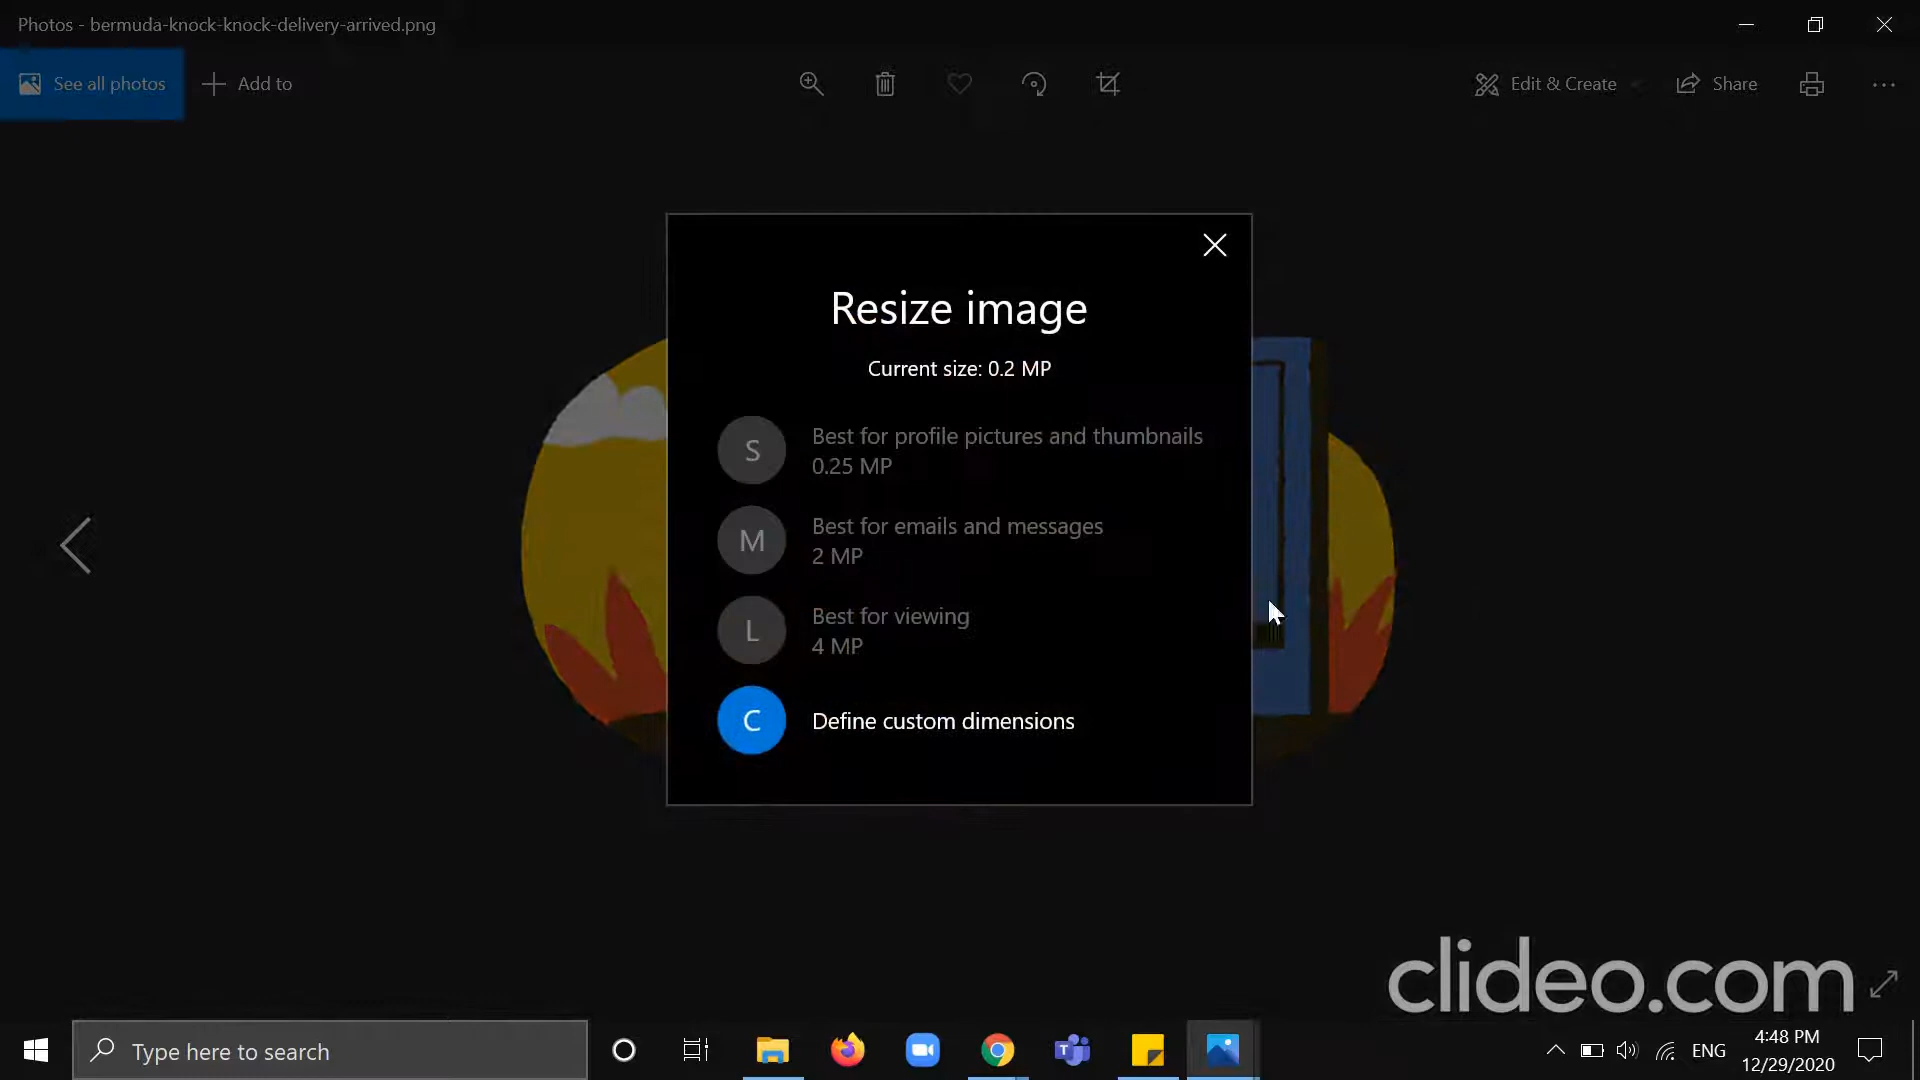 Photos - bermuda-knock-knock-delivery-arrived.png
See all photos
Add to
Edit & Create
Share
Resize image
Current size: 0.2 MP
S
Best for profile pictures and thumbnails
0.25 MP
M
Best for emails and messages
2 MP
L
Best for viewing
4 MP
C
Define custom dimensions
clideo.com
Type here to search
ENG
4:48 PM
12/29/2020